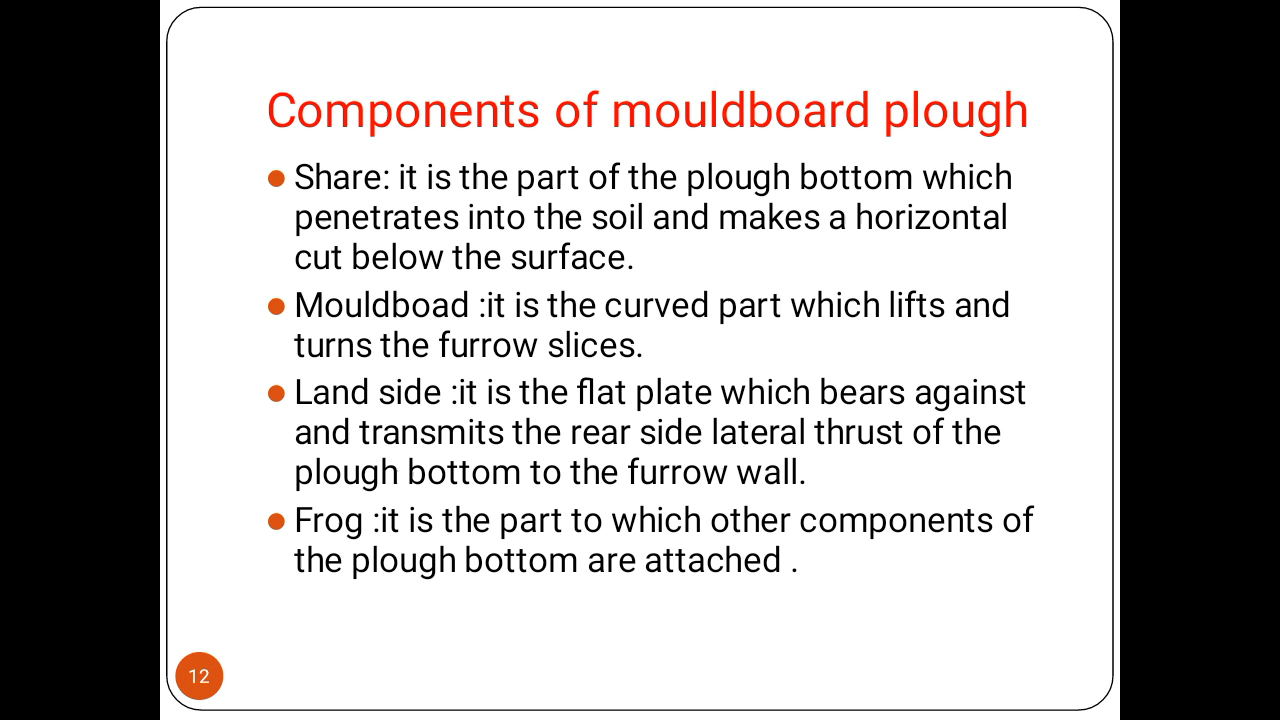 Components of mouldboard plough
● Share: it is the part of the plough bottom which
penetrates into the soil and makes a horizontal
cut below the surface.
● Mouldboad :it is the curved part which lifts and
turns the furrow slices.
● Land side :it is the flat plate which bears against
and transmits the rear side lateral thrust of the
plough bottom to the furrow wall.
● Frog :it is the part to which other components of
the plough bottom are attached .
12